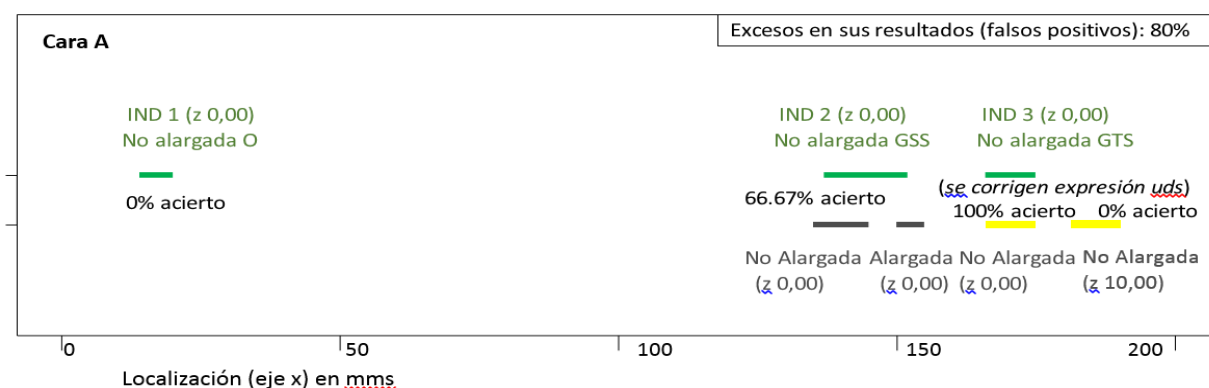 Cara A
Excesos en sus resultados (falsos positivos): 80%
IND 1 (z 0,00)
No alargada O
IND 2 (z 0,00)
No alargada GSS
IND 3 (z 0,00)
No alargada GTS
0% acierto
66.67% acierto
(se corrigen expresión uds)
100% acierto
0% acierto
No Alargada
(z 0,00)
Alargada
(z 0,00)
No Alargada
(z 0,00)
No Alargada
(z 10,00)
0
50
100
150
200
Localización (eje x) en mms